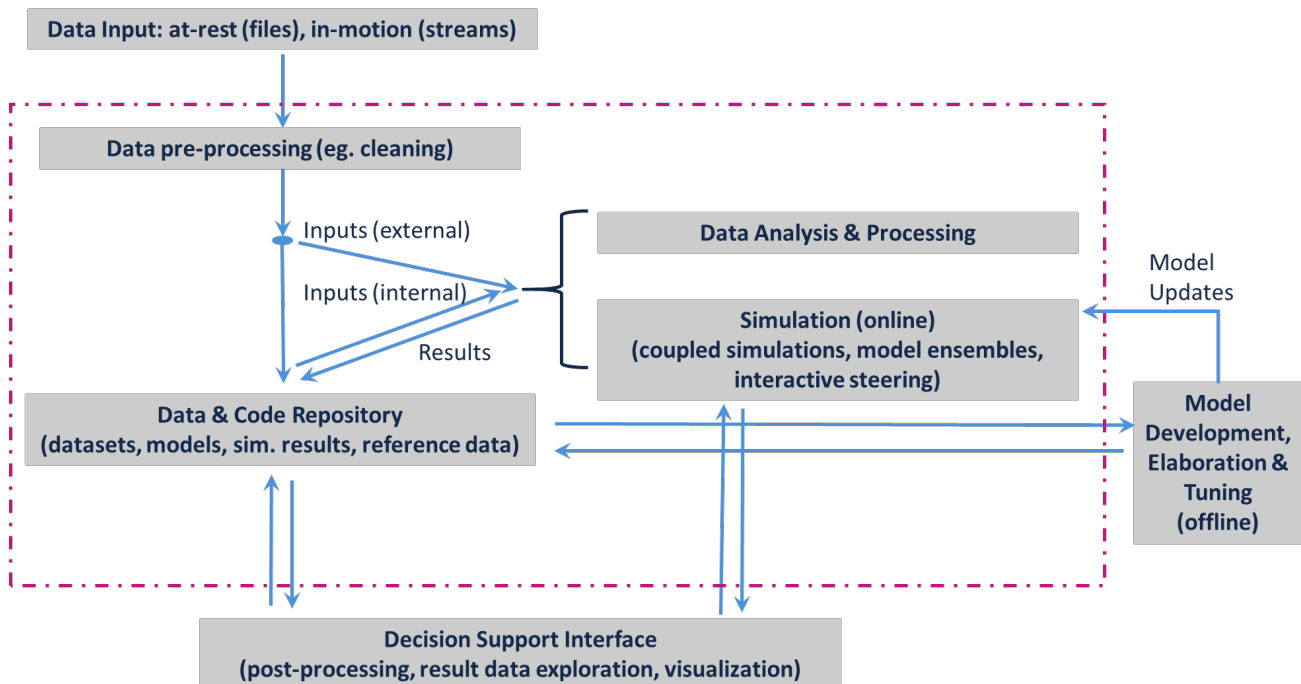 Data Input: at-rest (files), in-motion (streams)
Data pre-processing (eg. cleaning)
Inputs (external)
Data Analysis & Processing
Inputs (internal)
Model
Updates
Simulation (online)
(coupled simulations, model ensembles,
interactive steering)
Results
Data & Code Repository
(datasets, models, sim. results, reference data)
Model
Development,
Elaboration &
Tuning
(offline)
Decision Support Interface
(post-processing, result data exploration, visualization)